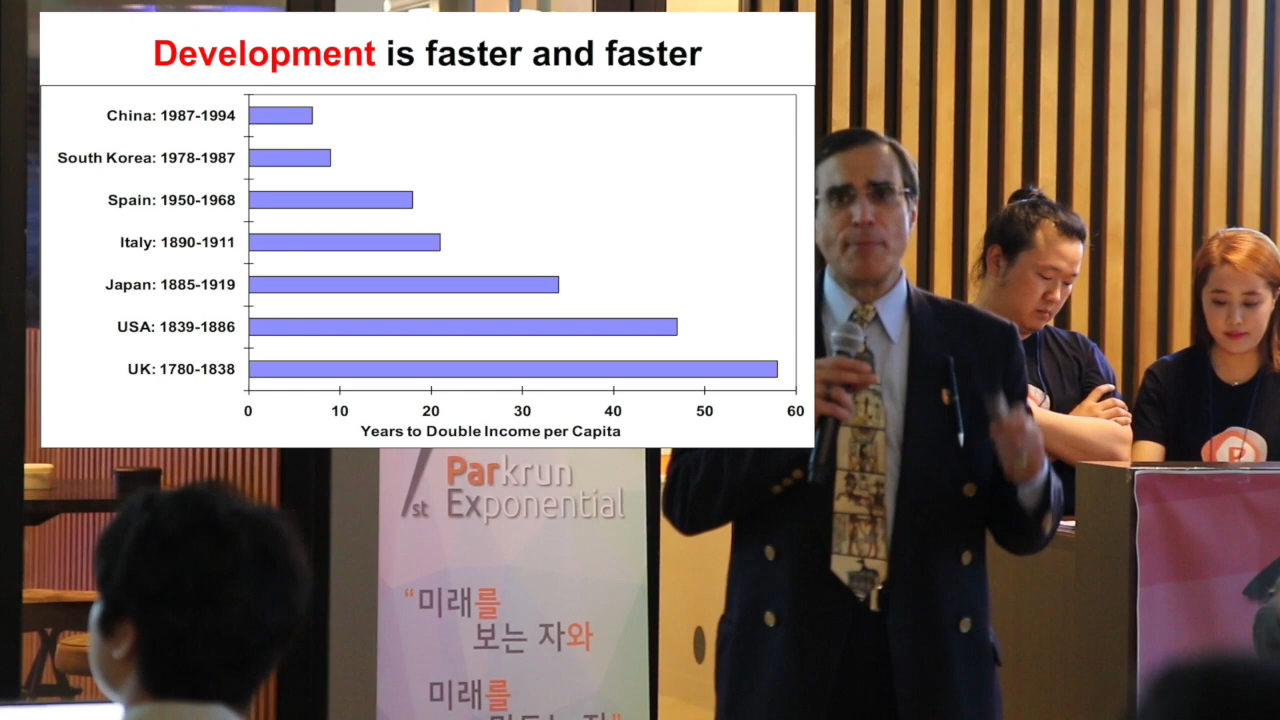 Development is faster and faster
China: 1987-1994
South Korea: 1978-1987
Spain: 1950-1968
Italy: 1890-1911
Japan: 1885-1919
USA: 1839-1886
UK: 1780-1838
0 10 20 30 40 50 60
Years to Double Income per Capita
1st
Parkrun
Exponential
“미래를
보는 자와
미래를